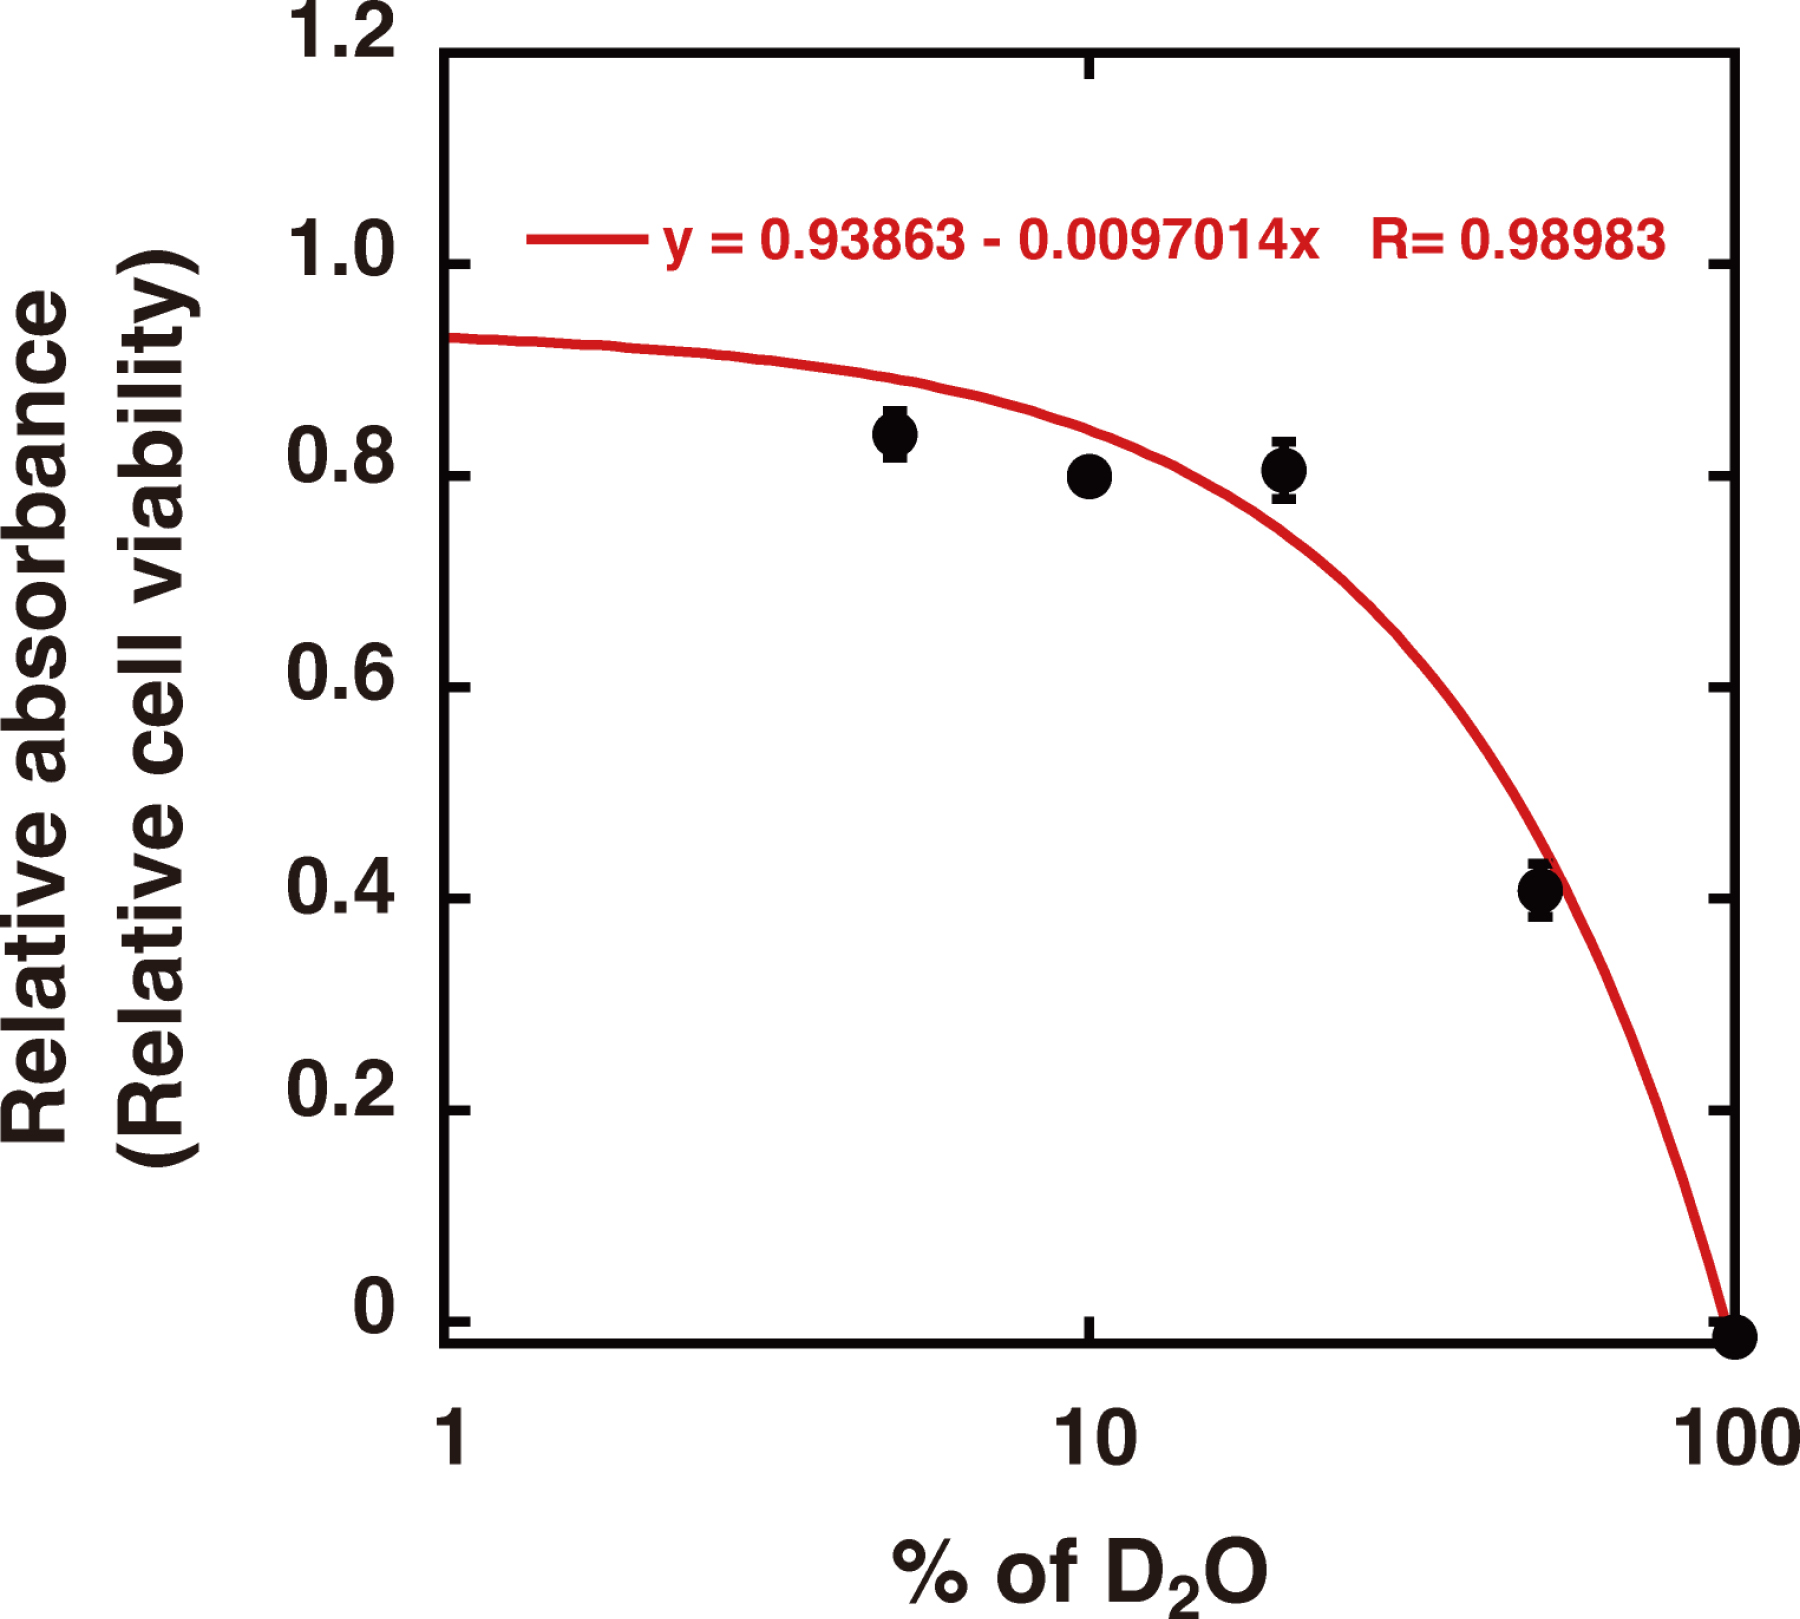 Relative absorbance
(Relative cell viability)
1.2
1.0
0.8
0.6
0.4
0.2
0
y = 0.93863 - 0.0097014x R= 0.98983
1 10 100
% of D₂O